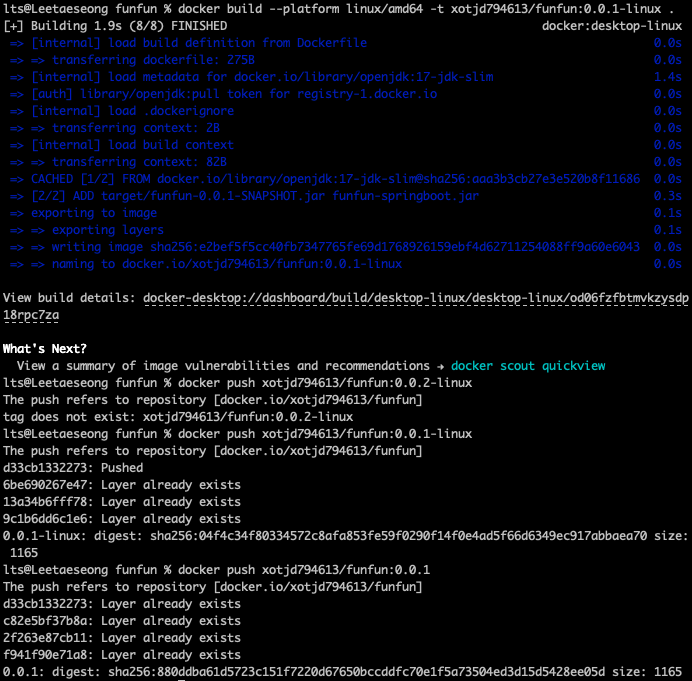 lts@Leetaeseong funfun % docker build --platform linux/amd64 -t xotjd794613/funfun:0.0.1-linux .
[+] Building 1.9s (8/8) FINISHED docker:desktop-linux
=> [internal] load build definition from Dockerfile 0.0s
=> => transferring dockerfile: 275B 0.0s
=> [internal] load metadata for docker.io/library/openjdk:17-jdk-slim 1.4s
=> [auth] library/openjdk:pull token for registry-1.docker.io 0.0s
=> [internal] load .dockerignore 0.0s
=> => transferring context: 2B 0.0s
=> [internal] load build context 0.0s
=> => transferring context: 82B 0.0s
=> CACHED [1/2] FROM docker.io/library/openjdk:17-jdk-slim@sha256:aaa3b3cb27e3e520b8f11686 0.0s
=> [2/2] ADD target/funfun-0.0.1-SNAPSHOT.jar funfun-springboot.jar 0.3s
=> exporting to image 0.1s
=> => exporting layers 0.1s
=> => writing image sha256:e2bef5f5cc40fb7347765fe69d1768926159ebf4d62711254088ff9a60e6043 0.0s
=> => naming to docker.io/xotjd794613/funfun:0.0.1-linux 0.0s
View build details: docker-desktop://dashboard/build/desktop-linux/desktop-linux/od06fzfbtmvkzysdp
18rpc7za
What's Next?
View a summary of image vulnerabilities and recommendations → docker scout quickview
lts@Leetaeseong funfun % docker push xotjd794613/funfun:0.0.2-linux
The push refers to repository [docker.io/xotjd794613/funfun]
tag does not exist: xotjd794613/funfun:0.0.2-linux
lts@Leetaeseong funfun % docker push xotjd794613/funfun:0.0.1-linux
The push refers to repository [docker.io/xotjd794613/funfun]
d33cb1332273: Pushed
6be690267e47: Layer already exists
13a34b6fff78: Layer already exists
9c1b6dd6c1e6: Layer already exists
0.0.1-linux: digest: sha256:04f4c34f80334572c8afa853fe59f0290f14f0e4ad5f66d6349ec917abbaea70 size:
1165
lts@Leetaeseong funfun % docker push xotjd794613/funfun:0.0.1
The push refers to repository [docker.io/xotjd794613/funfun]
d33cb1332273: Layer already exists
c82e5bf37b8a: Layer already exists
2f263e87cb11: Layer already exists
f941f90e71a8: Layer already exists
0.0.1: digest: sha256:880ddba61d5723c151f7220d67650bccddfc70e1f5a73504ed3d15d5428ee05d size: 1165